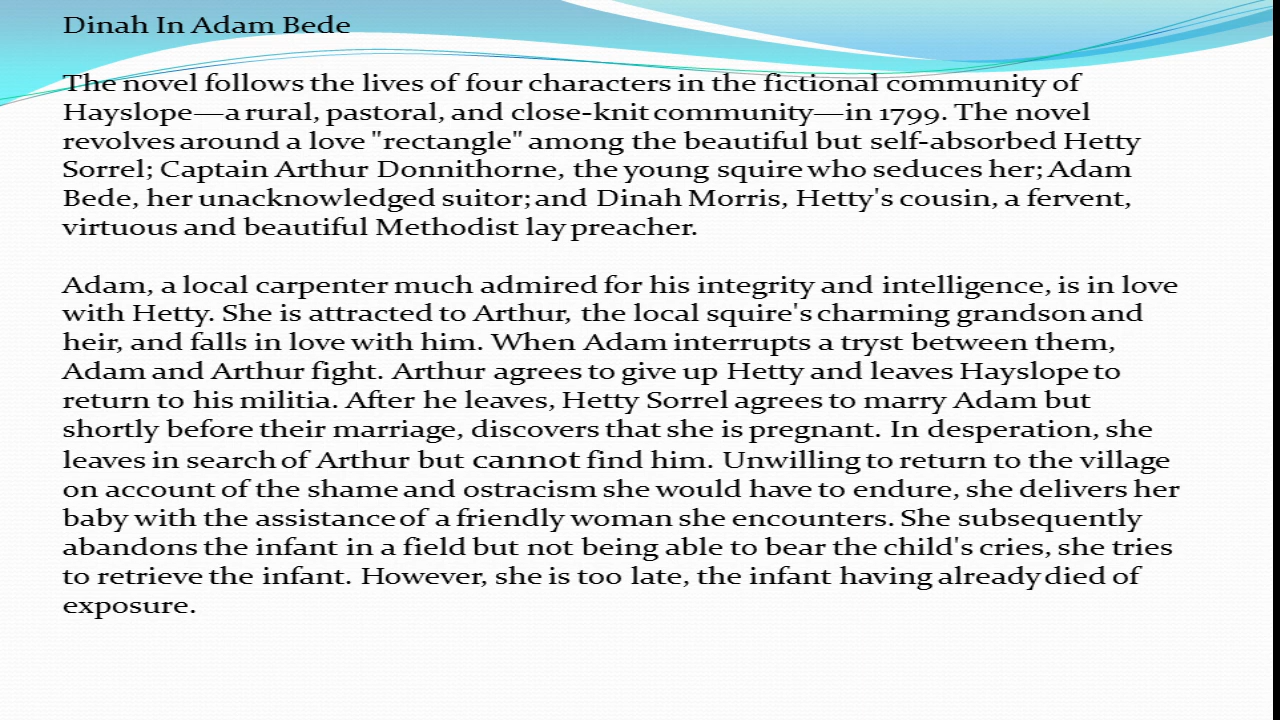 Dinah In Adam Bede
The novel follows the lives of four characters in the fictional community of
Hayslope—a rural, pastoral, and close-knit community—in 1799. The novel
revolves around a love "rectangle" among the beautiful but self-absorbed Hetty
Sorrel; Captain Arthur Donnithorne, the young squire who seduces her; Adam
Bede, her unacknowledged suitor; and Dinah Morris, Hetty's cousin, a fervent,
virtuous and beautiful Methodist lay preacher.
Adam, a local carpenter much admired for his integrity and intelligence, is in love
with Hetty. She is attracted to Arthur, the local squire's charming grandson and
heir, and falls in love with him. When Adam interrupts a tryst between them,
Adam and Arthur fight. Arthur agrees to give up Hetty and leaves Hayslope to
return to his militia. After he leaves, Hetty Sorrel agrees to marry Adam but
shortly before their marriage, discovers that she is pregnant. In desperation, she
leaves in search of Arthur but cannot find him. Unwilling to return to the village
on account of the shame and ostracism she would have to endure, she delivers her
baby with the assistance of a friendly woman she encounters. She subsequently
abandons the infant in a field but not being able to bear the child's cries, she tries
to retrieve the infant. However, she is too late, the infant having already died of
exposure.